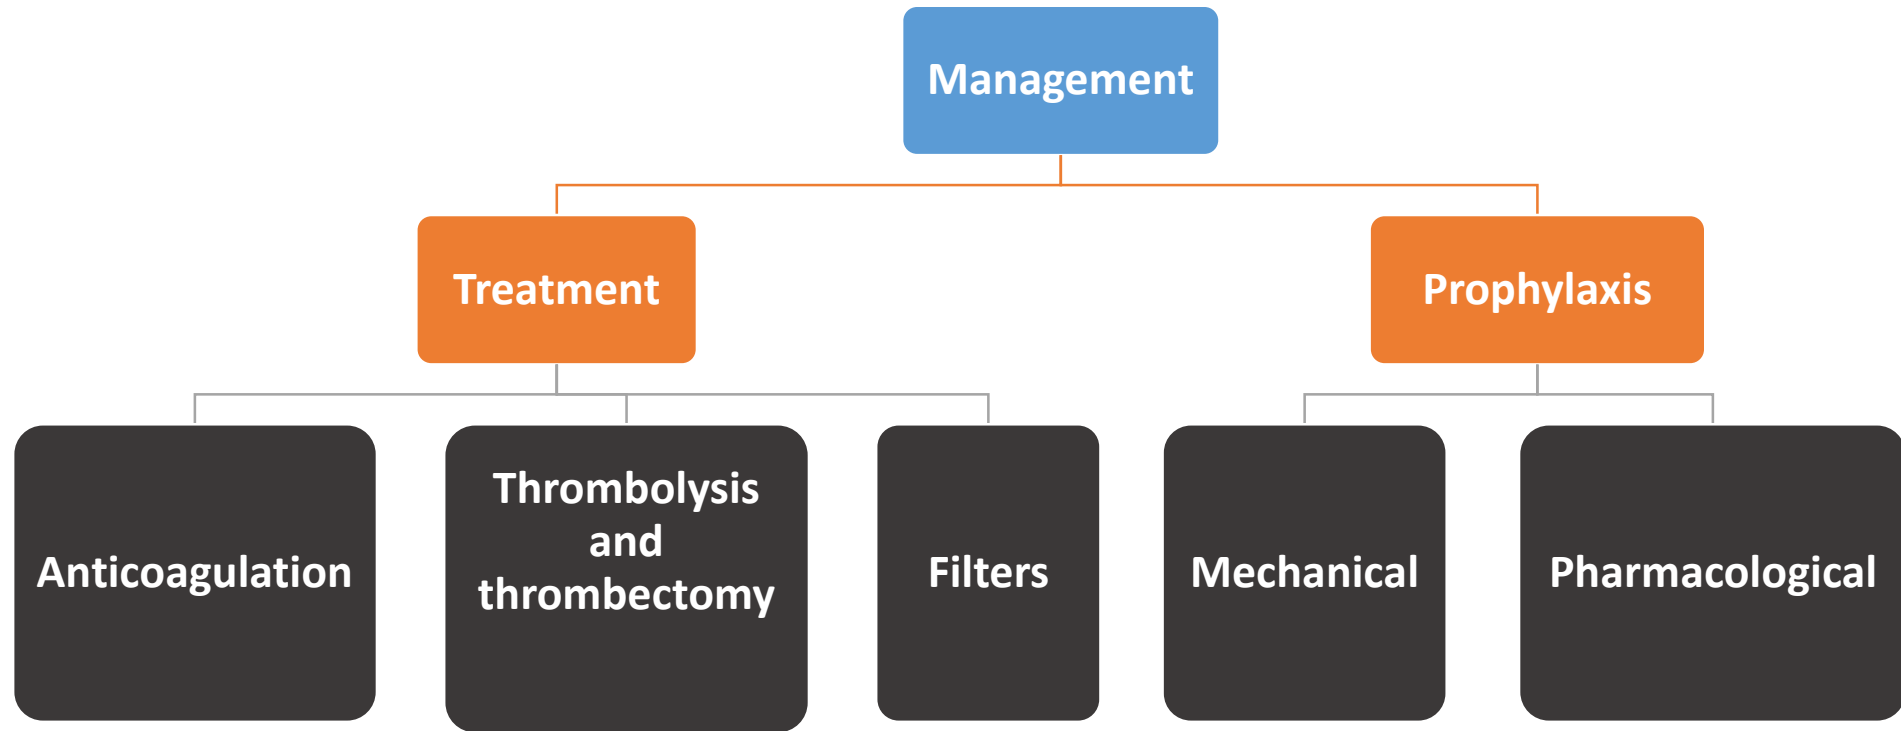 Management
Treatment
Prophylaxis
Anticoagulation
Thrombolysis
and
thrombectomy
Filters
Mechanical
Pharmacological